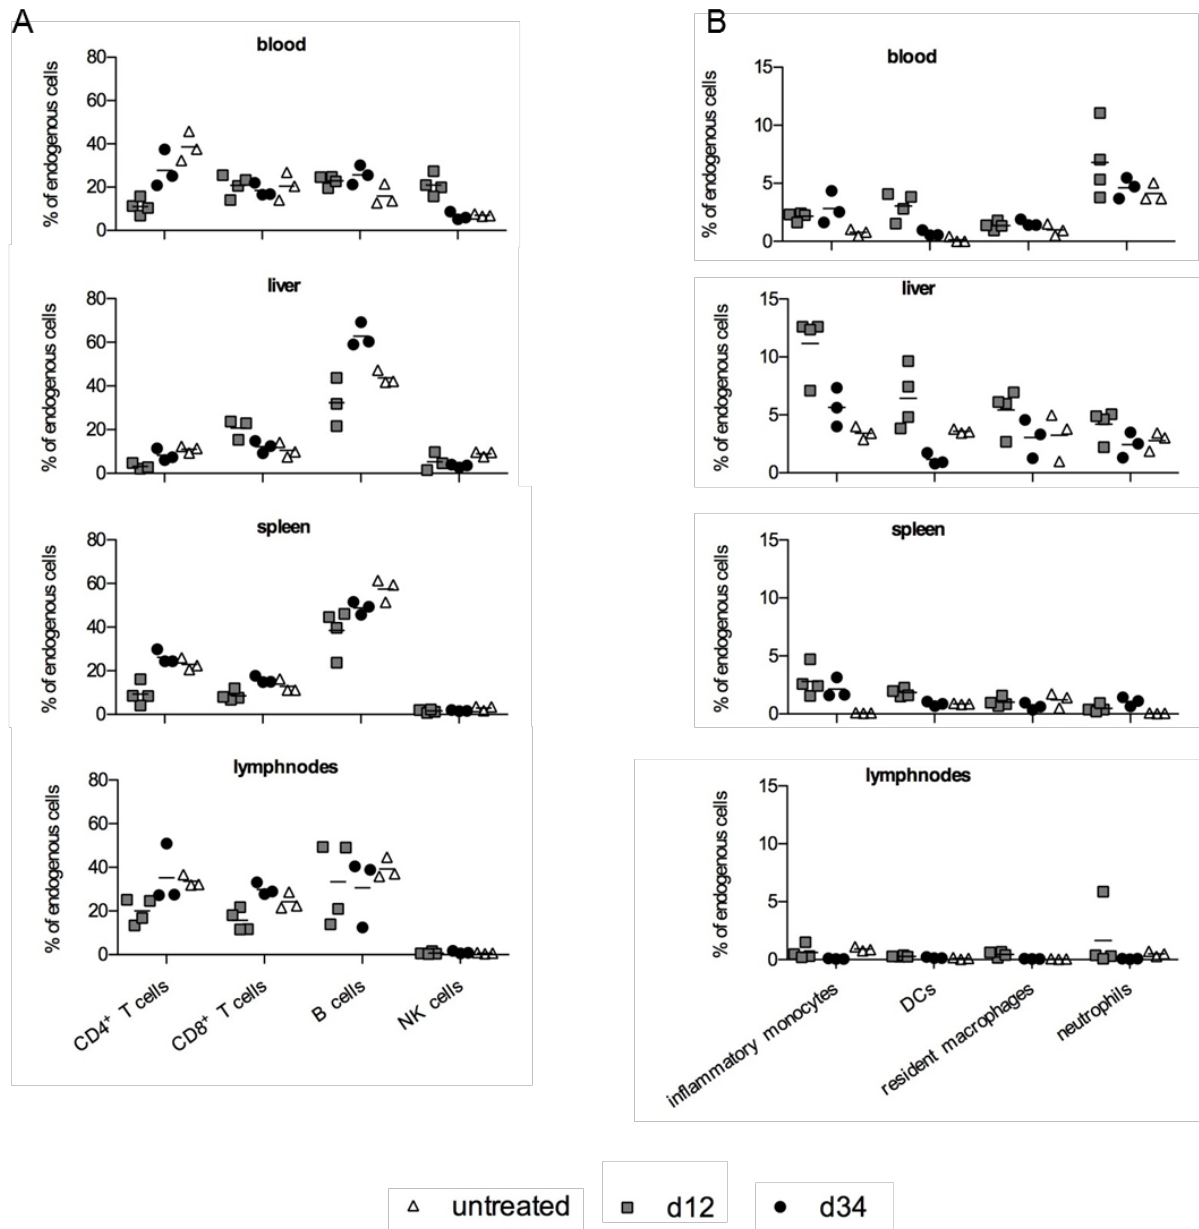 A
blood
% of endogenous cells
80
60
40
20
0
liver
% of endogenous cells
80
60
40
20
0
spleen
% of endogenous cells
80
60
40
20
0
lymphnodes
% of endogenous cells
80
60
40
20
0
CD4+ T cells
CD8+ T cells
B cells
NK cells
B
blood
% of endogenous cells
15
10
5
0
liver
% of endogenous cells
15
10
5
0
spleen
% of endogenous cells
15
10
5
0
lymphnodes
% of endogenous cells
15
10
5
0
inflammatory monocytes
DCs
resident macrophages
neutrophils
untreated
d12
d34